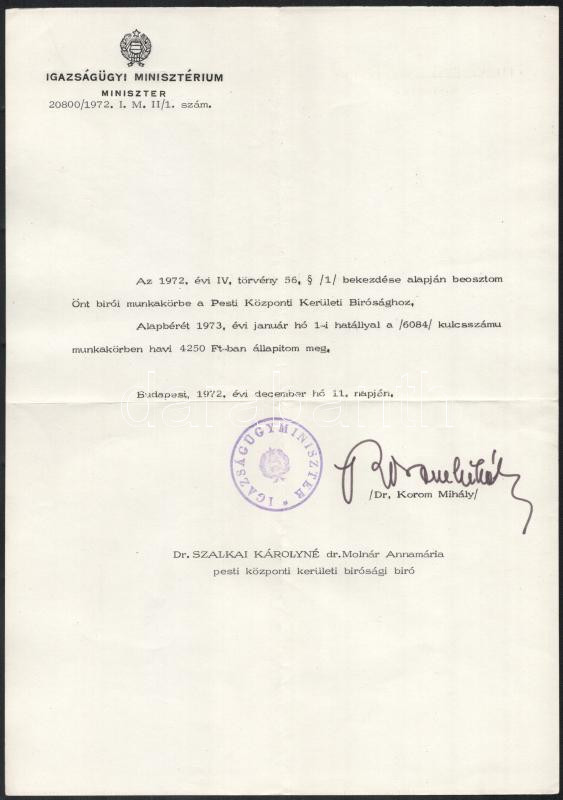 IGAZSÁGÜGYI MINISZTÉRIUM
MINISZTER
20800/1972. I. M. II/1. szám.
Az 1972. évi IV. törvény 56. § /1/ bekezdése alapján beosztom
Önt birói munkakörbe a Pesti Központi Kerületi Birósághoz.
Alapbérét 1973. évi január hó 1-i hatállyal a /6084/ kulcsszámu
munkakörben havi 4250 Ft-ban állapitom meg.
Budapest, 1972. évi december hó 11. napján.
darabanth
IGAZSÁGÜGYMINISZTER *
/Dr. Korom Mihály/
Dr. SZALKAI KÁROLYNÉ dr.Molnár Annamária
pesti központi kerületi birósági biró